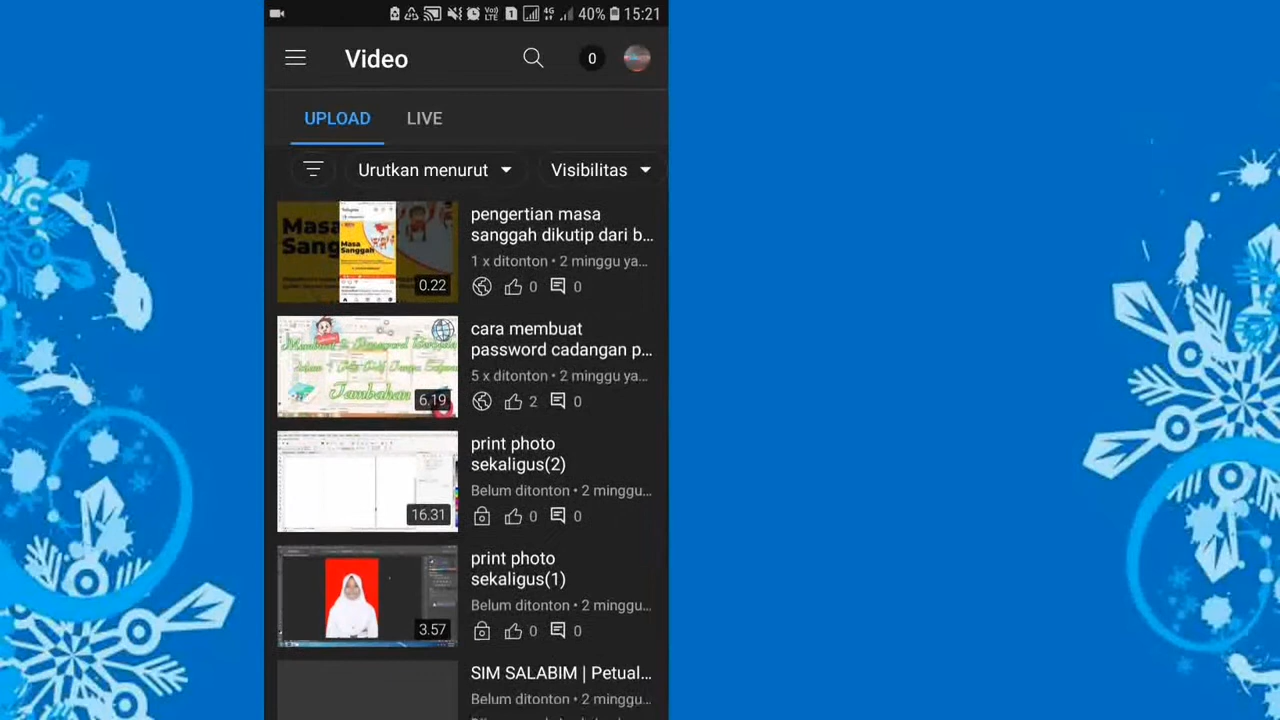 40% 15:21
Video
0
UPLOAD LIVE
Urutkan menurut Visibilitas
Masa
Sanggah
0.22
pengertian masa
sanggah dikutip dari b...
1 x ditonton • 2 minggu ya...
0 0
Tambahan
6.19
cara membuat
password cadangan p...
5 x ditonton • 2 minggu ya...
2 0
16.31
print photo
sekaligus(2)
Belum ditonton • 2 minggu...
0 0
3.57
print photo
sekaligus(1)
Belum ditonton • 2 minggu...
0 0
SIM SALABIM | Petual...
Belum ditonton • 2 minggu...